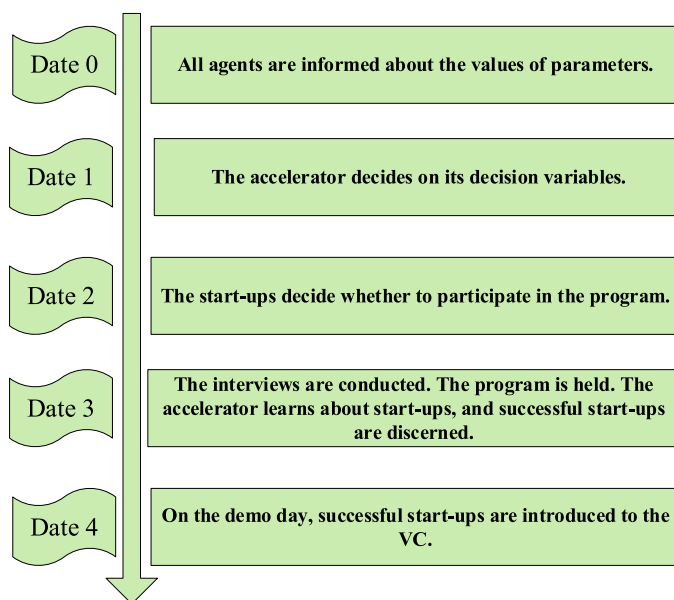 Date 0
All agents are informed about the values of parameters.
Date 1
The accelerator decides on its decision variables.
Date 2
The start-ups decide whether to participate in the program.
Date 3
The interviews are conducted. The program is held. The
accelerator learns about start-ups, and successful start-ups
are discerned.
Date 4
On the demo day, successful start-ups are introduced to the
VC.